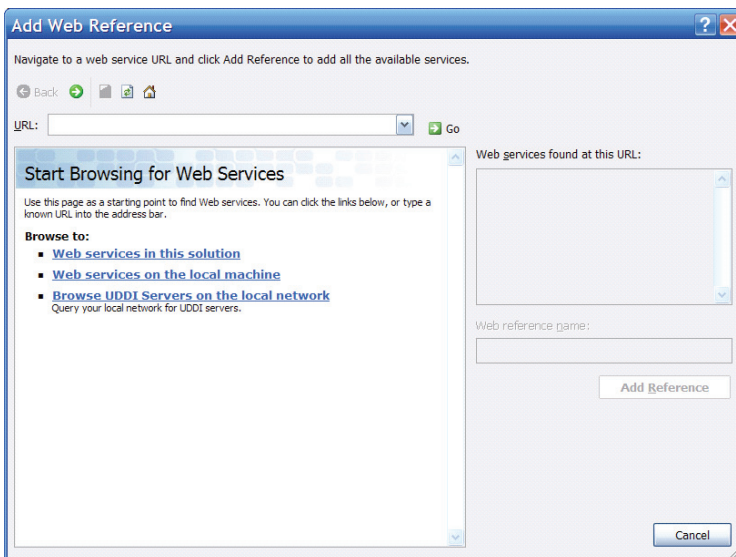 Add Web Reference
Navigate to a web service URL and click Add Reference to add all the available services.
Back
URL:
Go
Start Browsing for Web Services
Use this page as a starting point to find Web services. You can click the links below, or type a
known URL into the address bar.
Browse to:
Web services in this solution
Web services on the local machine
Browse UDDI Servers on the local network
Query your local network for UDDI servers.
Web services found at this URL:
Web reference name:
Add Reference
Cancel